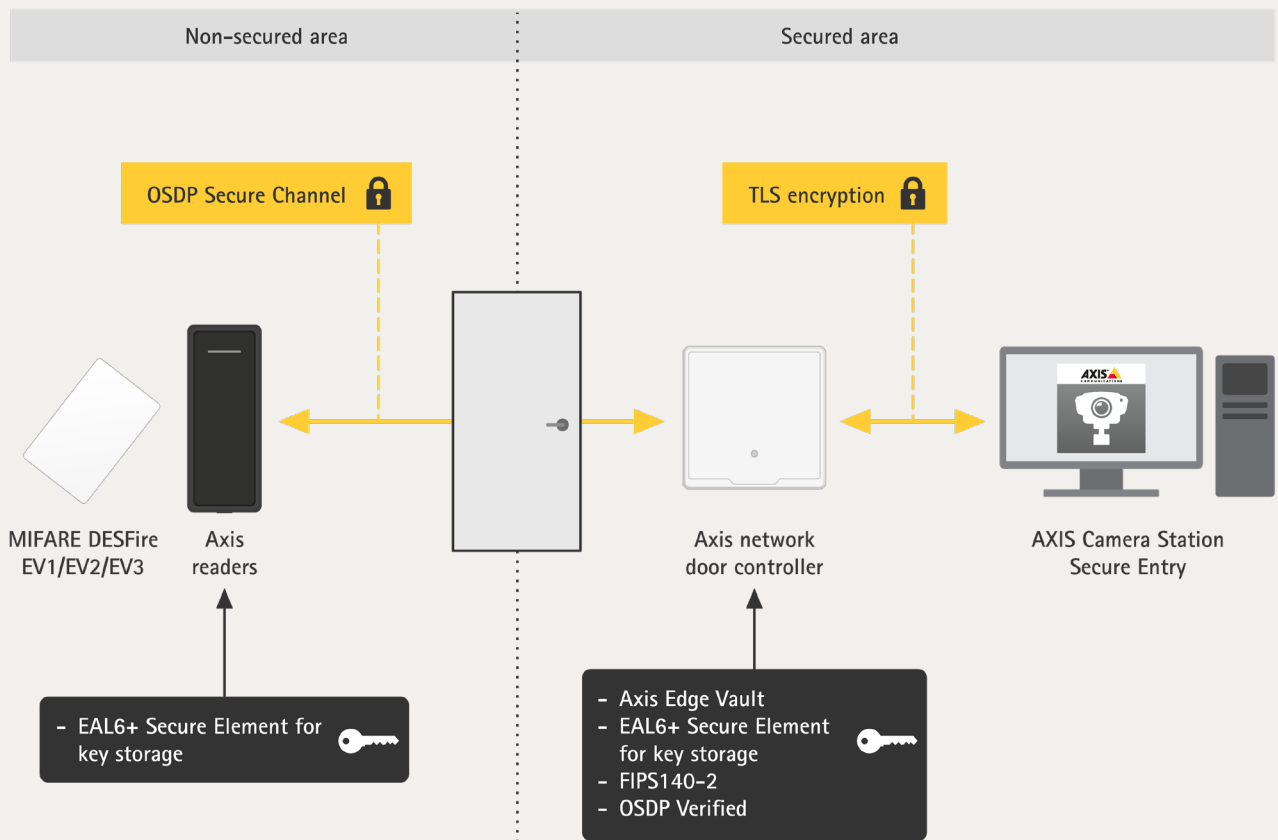 Non-secured area
Secured area
OSDP Secure Channel
TLS encryption
AXIS
COMMUNICATIONS
MIFARE DESFire
EV1/EV2/EV3
Axis
readers
Axis network
door controller
AXIS Camera Station
Secure Entry
- EAL6+ Secure Element for
key storage
- Axis Edge Vault
- EAL6+ Secure Element
for key storage
- FIPS140-2
- OSDP Verified